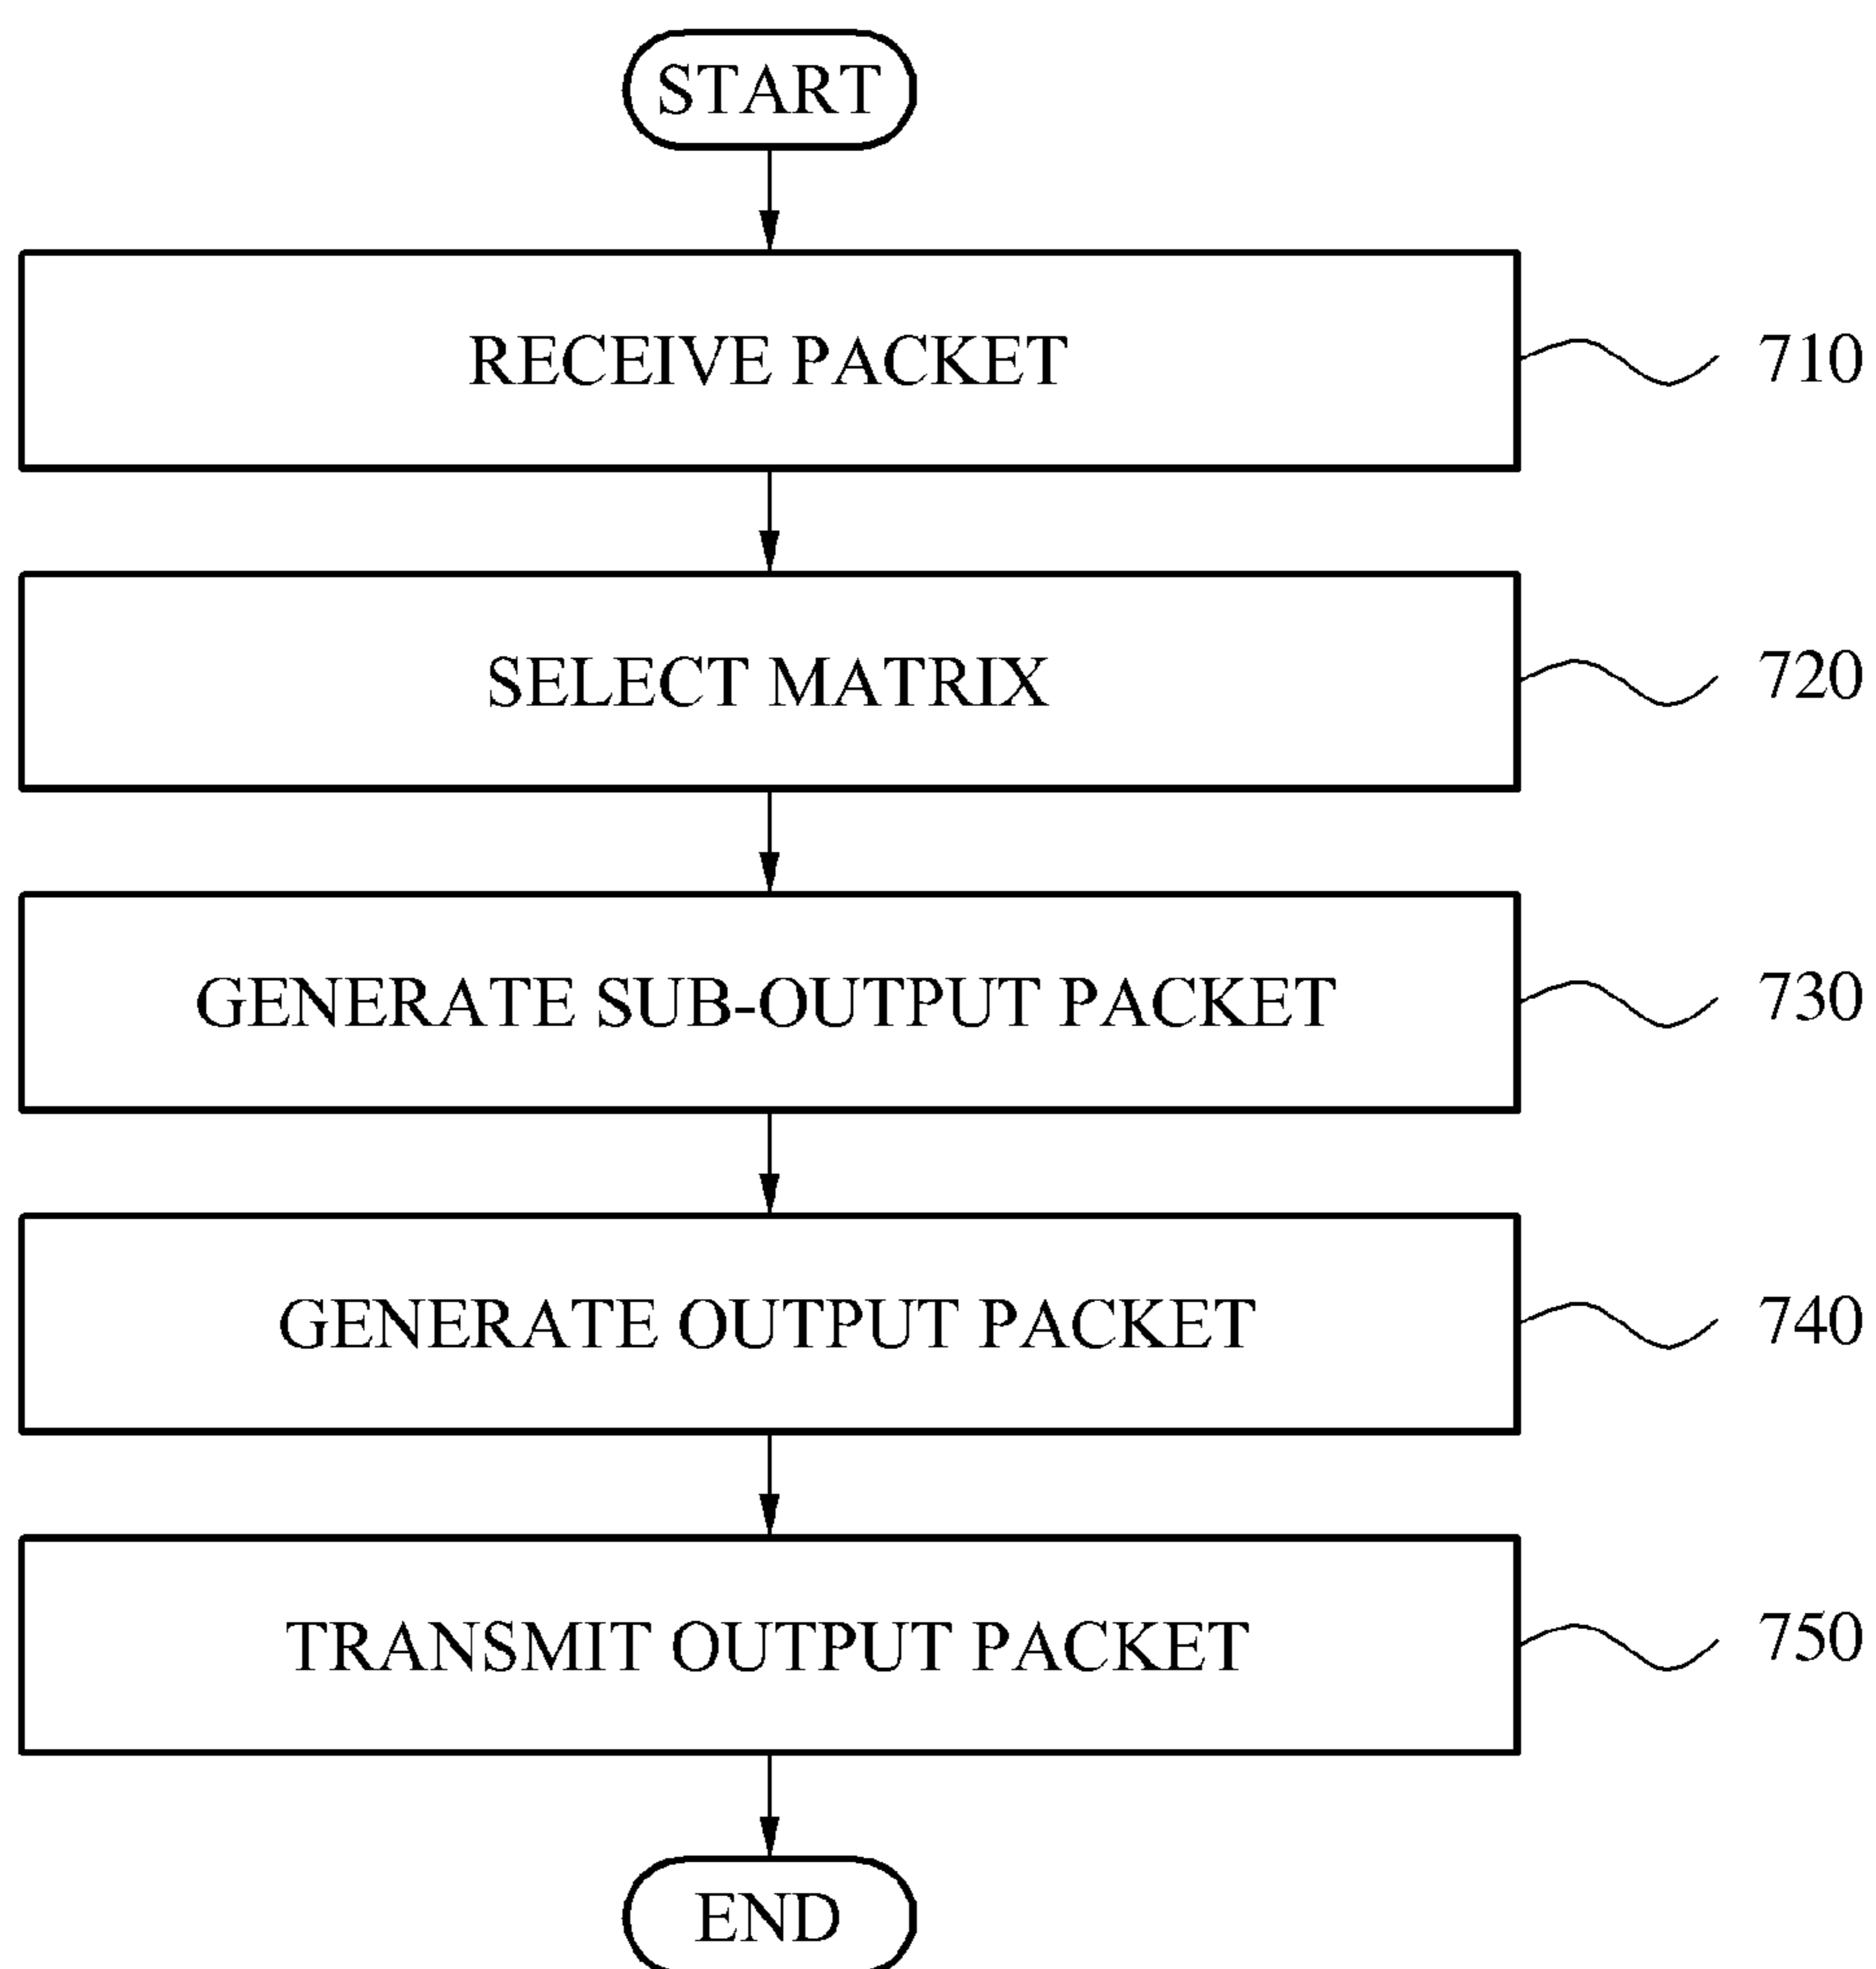 START
RECEIVE PACKET
710
SELECT MATRIX
720
GENERATE SUB-OUTPUT PACKET
730
GENERATE OUTPUT PACKET
740
TRANSMIT OUTPUT PACKET
750
END